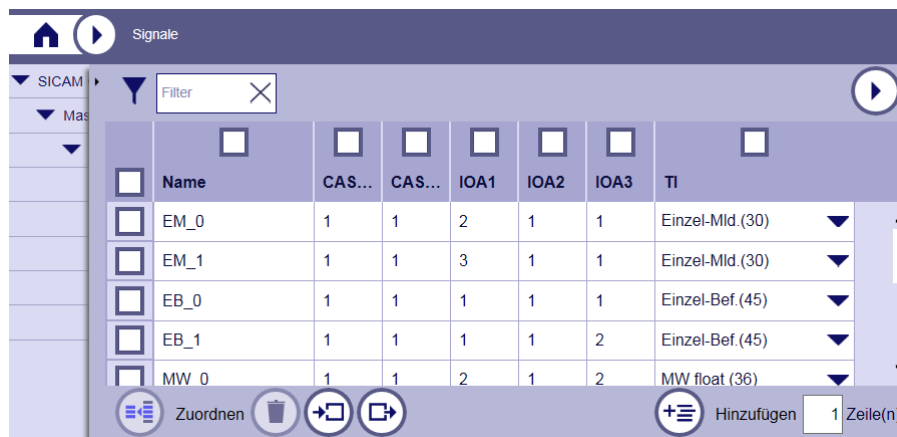 Signale
SICAM
Filter
Mas
Name CAS... CAS... IOA1 IOA2 IOA3 TI
EM_0 1 1 2 1 1 Einzel-Mld.(30)
EM_1 1 1 3 1 1 Einzel-Mld.(30)
EB_0 1 1 1 1 1 Einzel-Bef.(45)
EB_1 1 1 1 1 2 Einzel-Bef.(45)
MW_0 1 1 2 1 2 MW float (36)
Zuordnen Hinzufügen 1 Zeile(n)